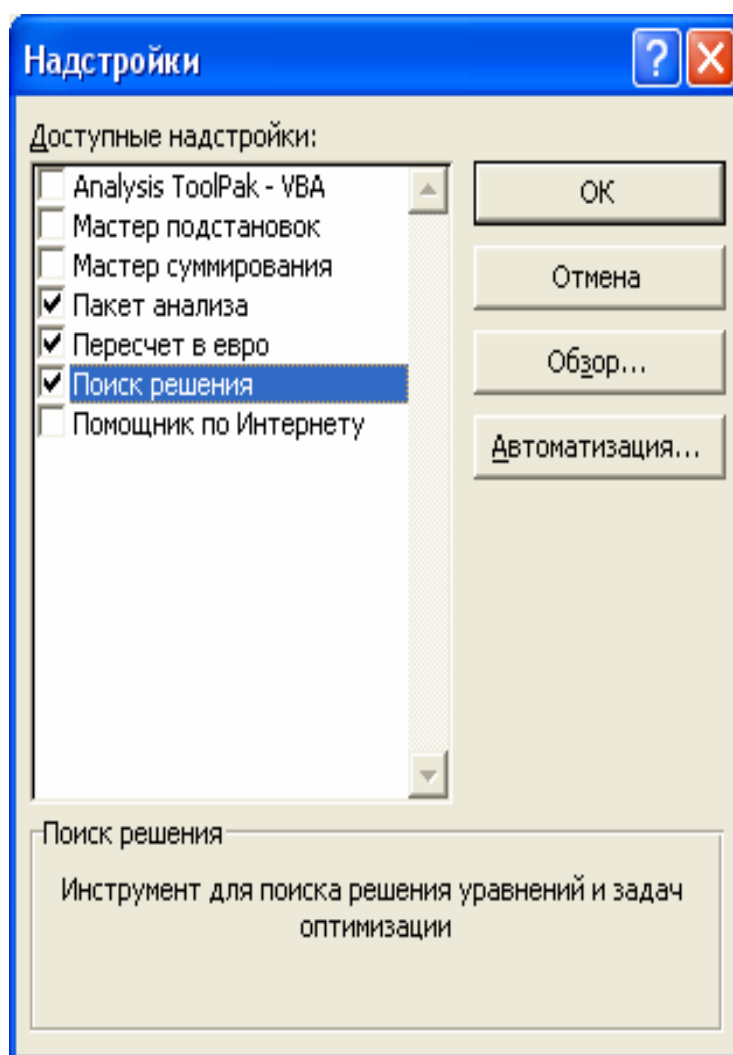 Надстройки
Доступные надстройки:
Analysis ToolPak - VBA
Мастер подстановок
Мастер суммирования
Пакет анализа
Пересчет в евро
Поиск решения
Помощник по Интернету
ОК
Отмена
Обзор...
Автоматизация...
Поиск решения
Инструмент для поиска решения уравнений и задач
оптимизации